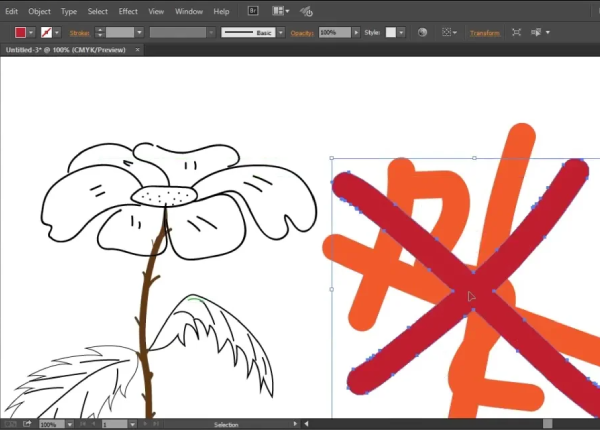 Edit Object Type Select Effect View Window Help Br
Stroke: Basic Opacity: 100% Style: Transform
Untitled-3* @ 100% (CMYK/Preview) ×
100% 1 Selection